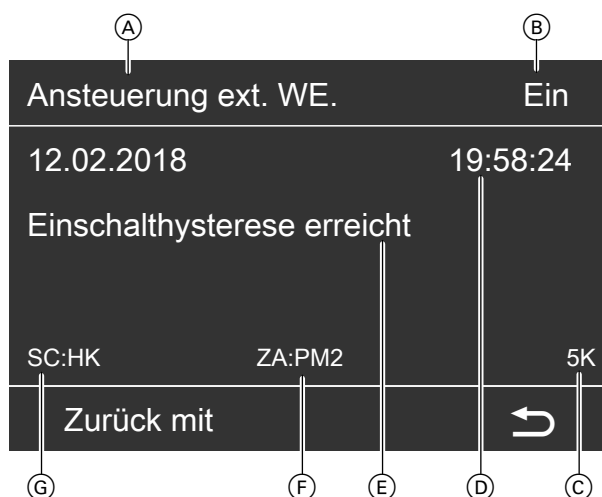 Ⓐ Ⓑ
Ansteuerung ext. WE. Ein
12.02.2018 19:58:24
Einschalthysterese erreicht
SC:HK ZA:PM2 5K
Zurück mit
Ⓖ Ⓕ Ⓔ Ⓓ Ⓒ